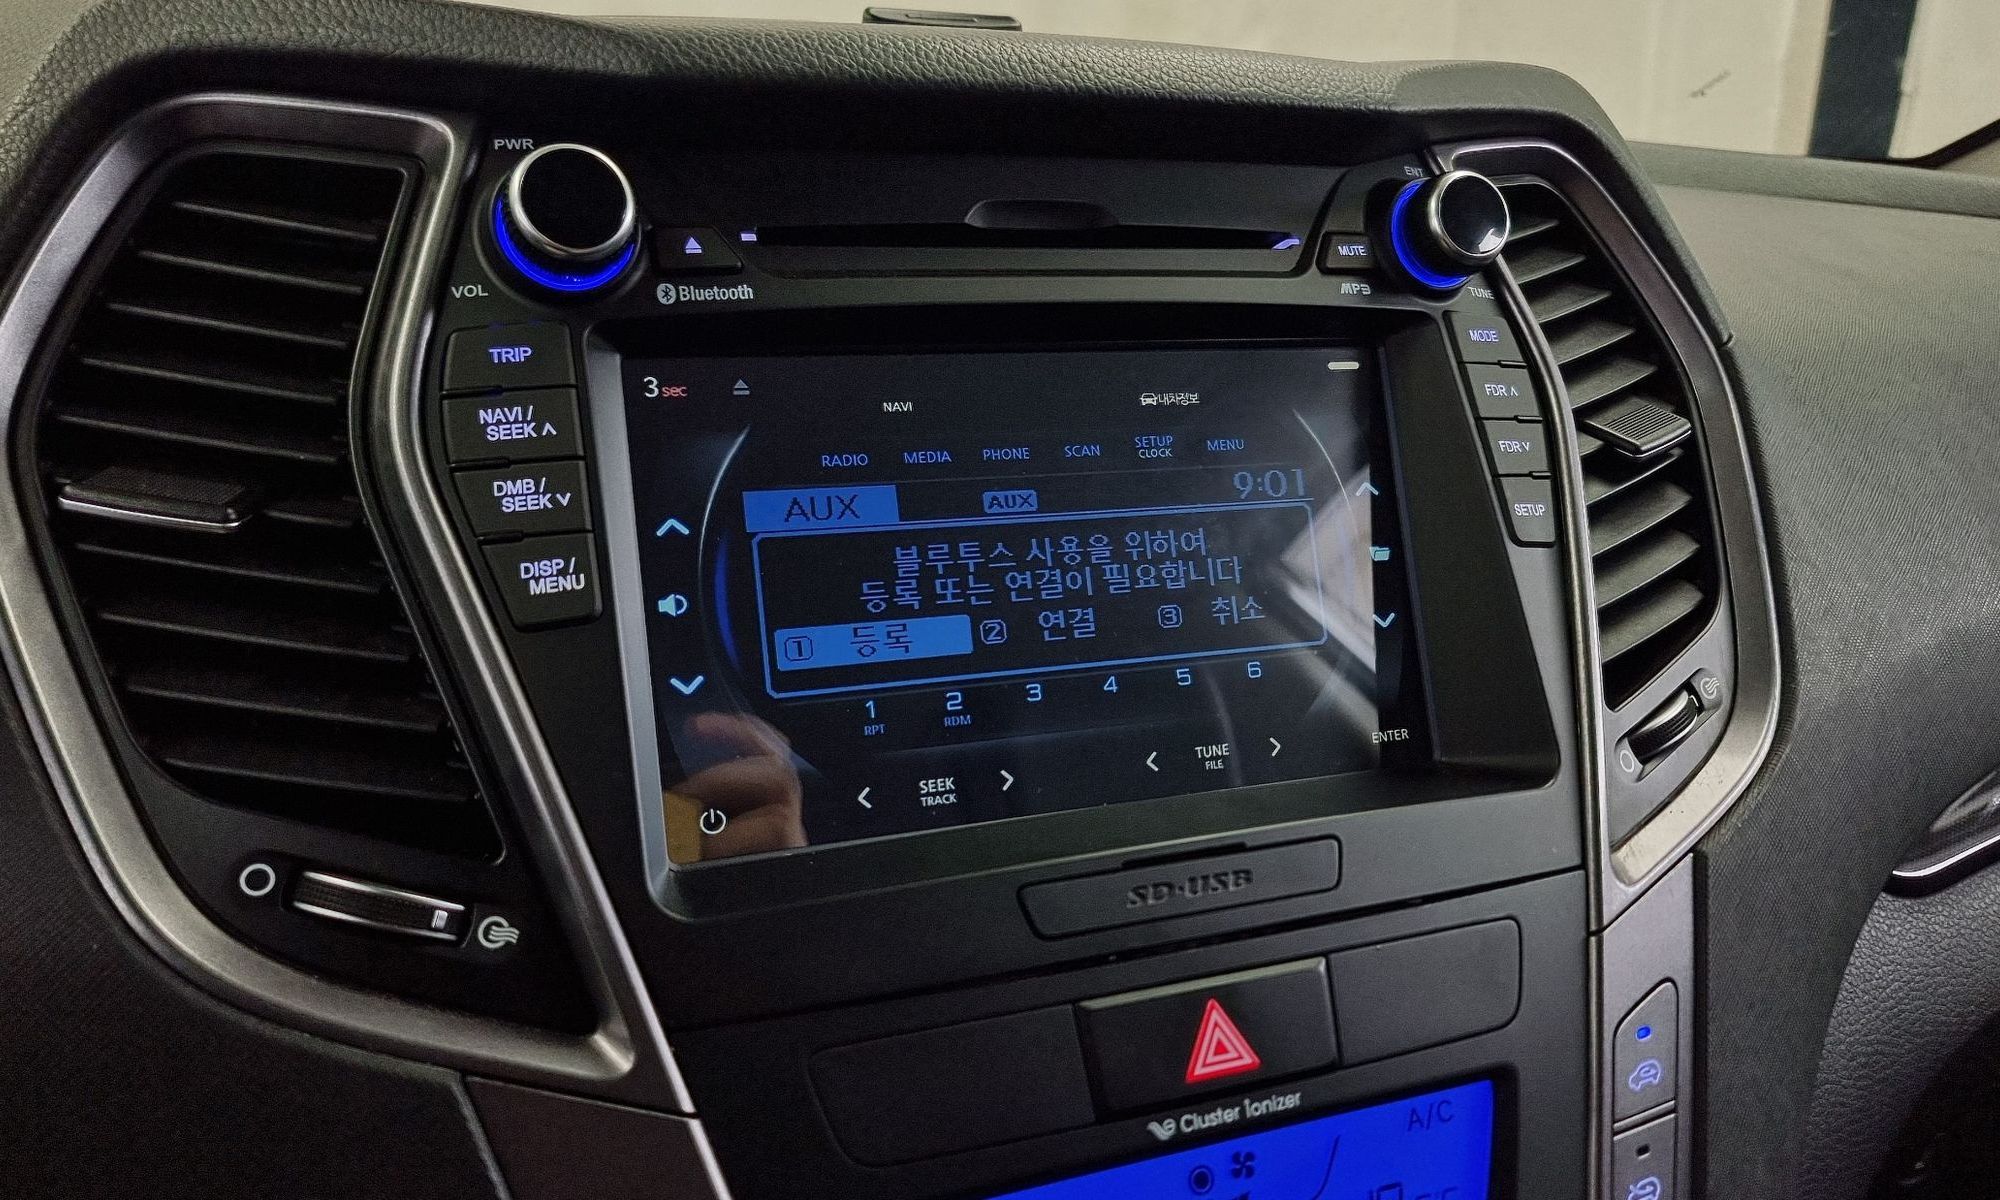 PWR
ENT
MUTE
VOL
Bluetooth
MP3
TUNE
TRIP
MODE
NAVI /
SEEK ∧
FDR ∧
DMB /
SEEK ∨
FDR ∨
DISP /
MENU
SETUP
3 sec
NAVI
내차정보
RADIO
MEDIA
PHONE
SCAN
SETUP
CLOCK
MENU
AUX
AUX
9:01
블루투스 사용을 위하여
등록 또는 연결이 필요합니다
1 등록
2 연결
3 취소
1
RPT
2
RDM
3
4
5
6
SEEK
TRACK
TUNE
FILE
ENTER
SD·USB
Cluster Ionizer
A/C